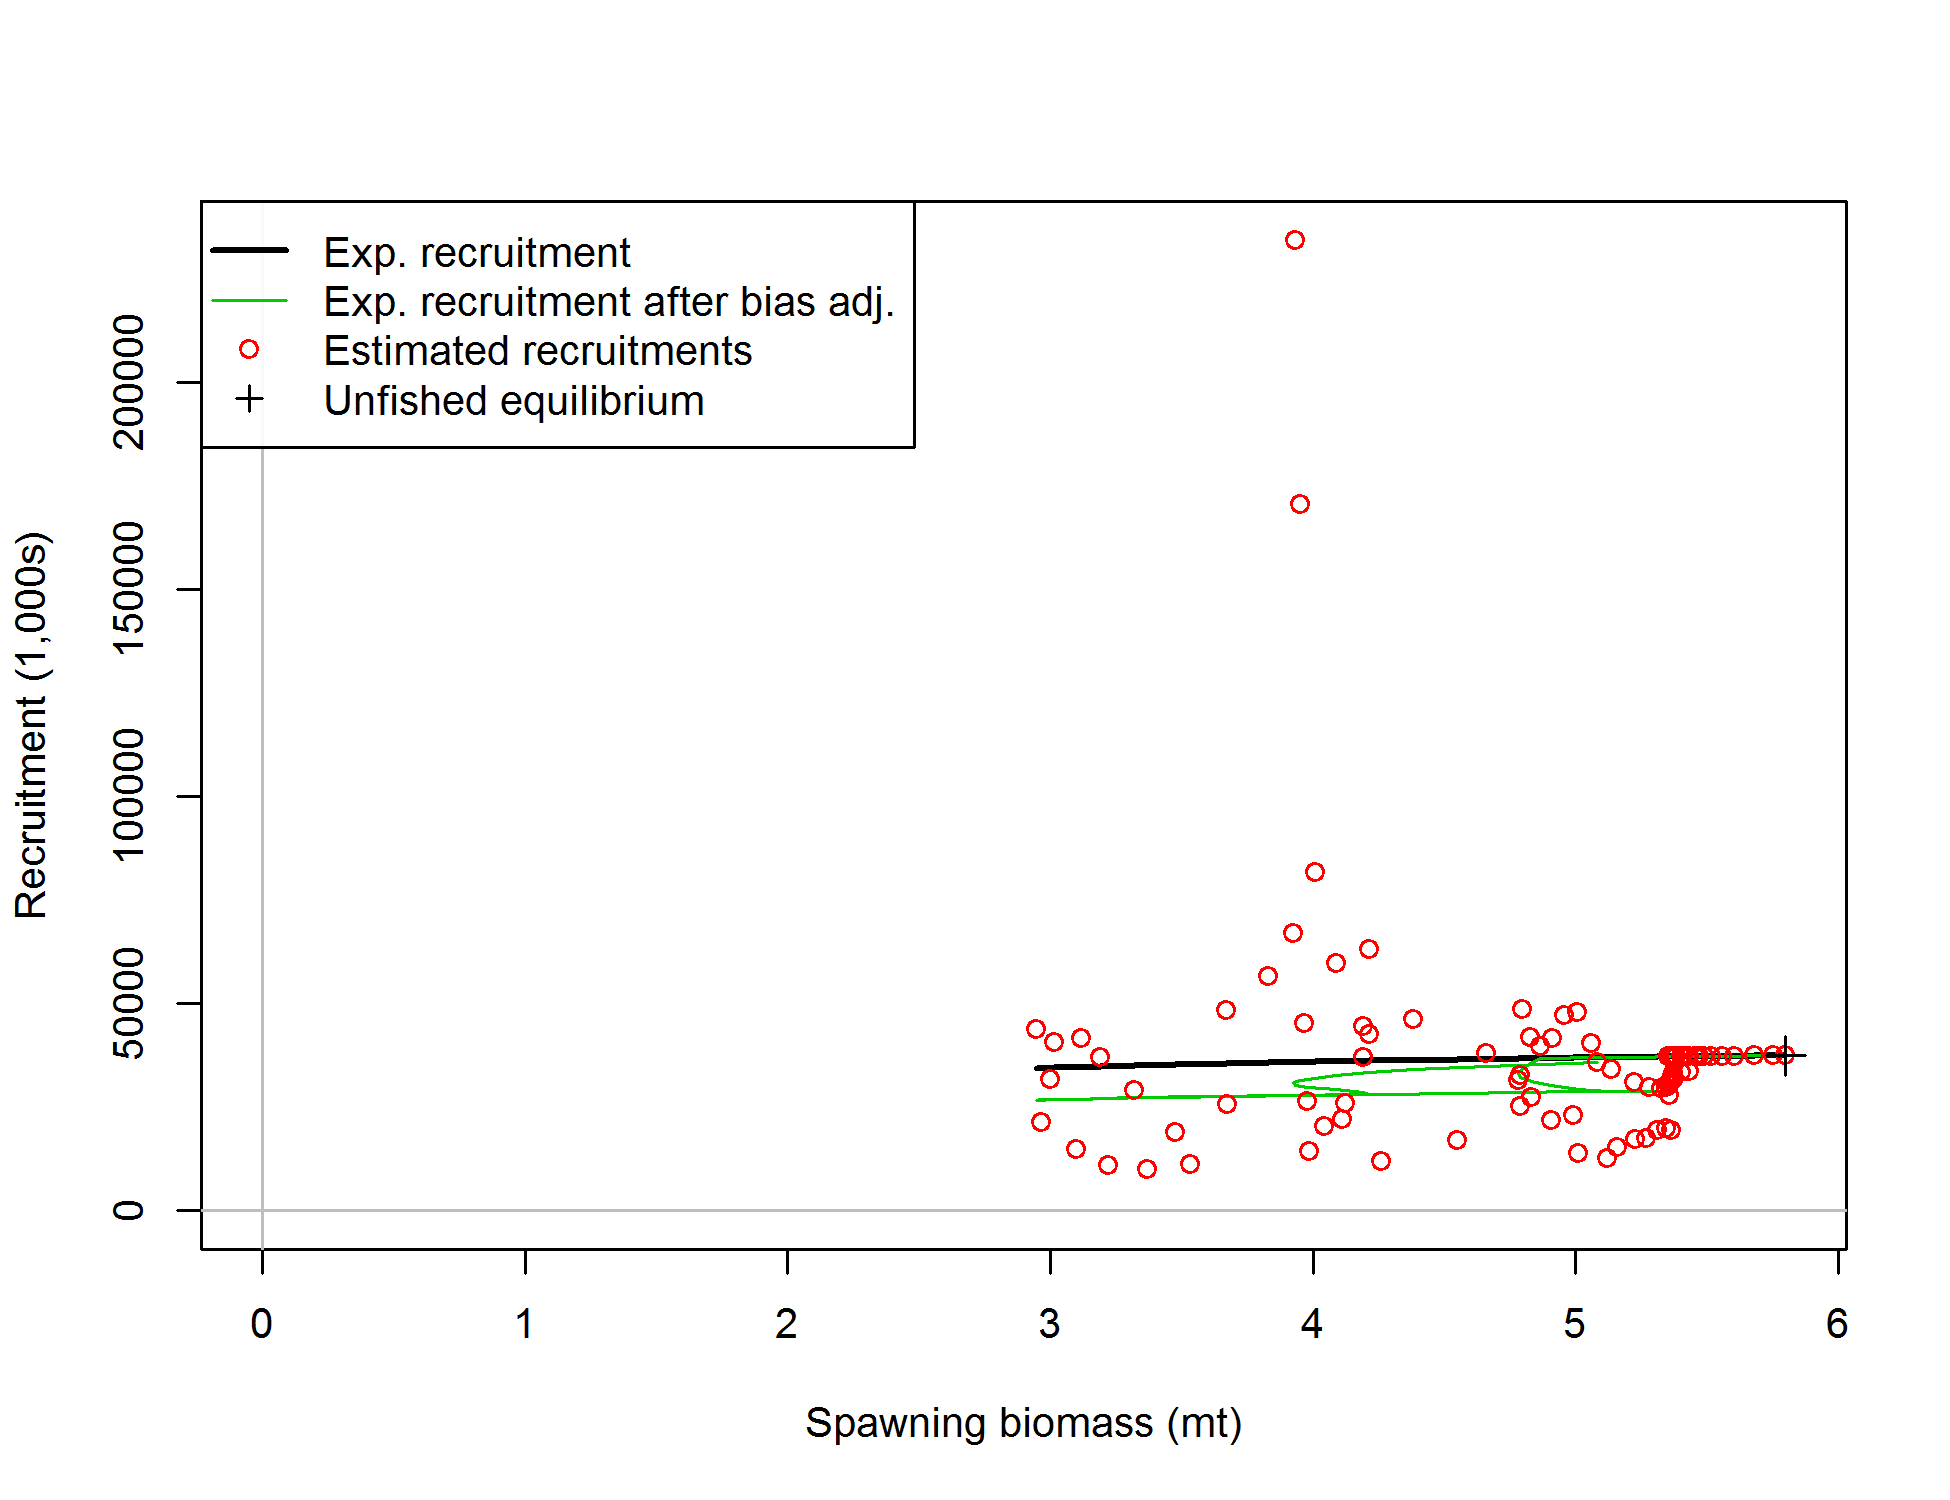 Exp. recruitment
Exp. recruitment after bias adj.
Estimated recruitments
Unfished equilibrium
Recruitment (1,000s)
200000
150000
100000
50000
0
0 1 2 3 4 5 6
Spawning biomass (mt)